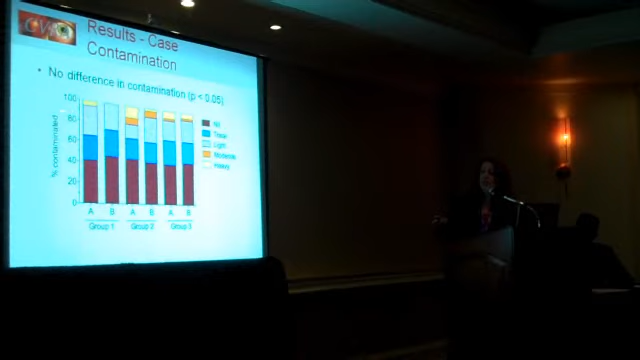 Results - Case
Contamination
• No difference in contamination (p < 0.05)
100
80
60
40
20
0
% contaminated
A B A B A B
Group 1 Group 2 Group 3
Nil
Trace
Light
Moderate
Heavy